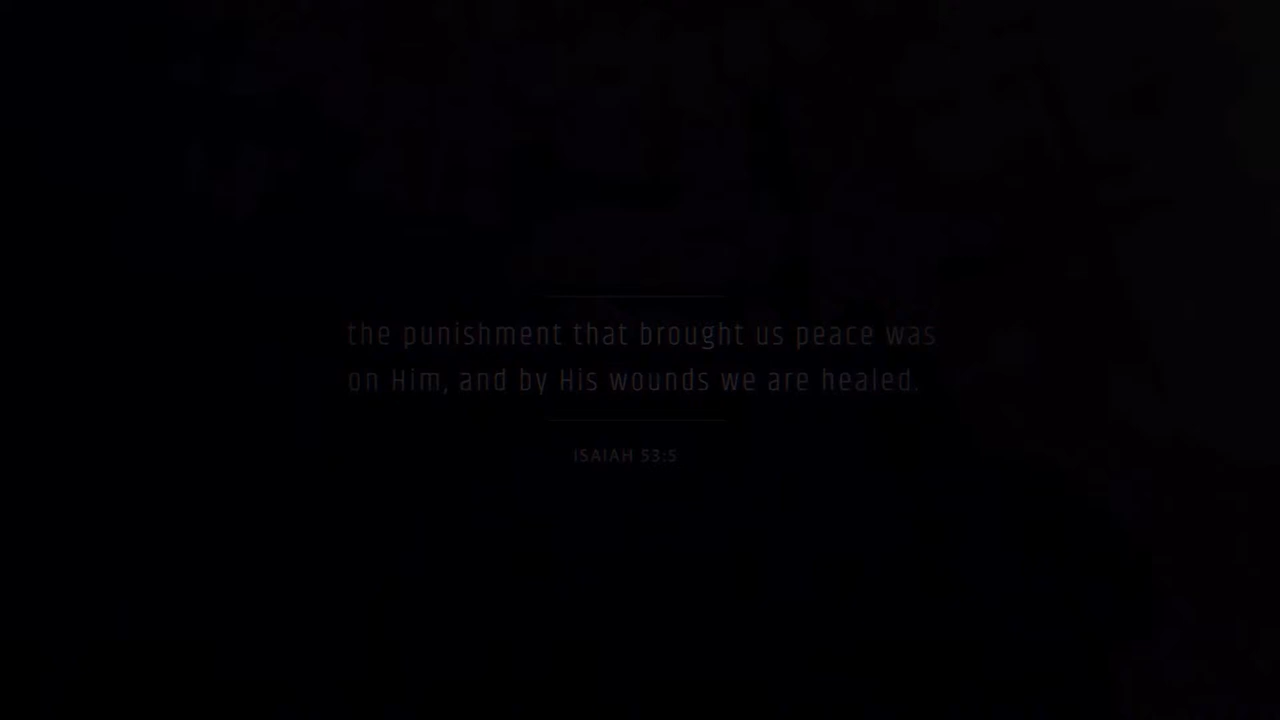 the punishment that brought us peace was
on Him, and by His wounds we are healed.
ISAIAH 53:5